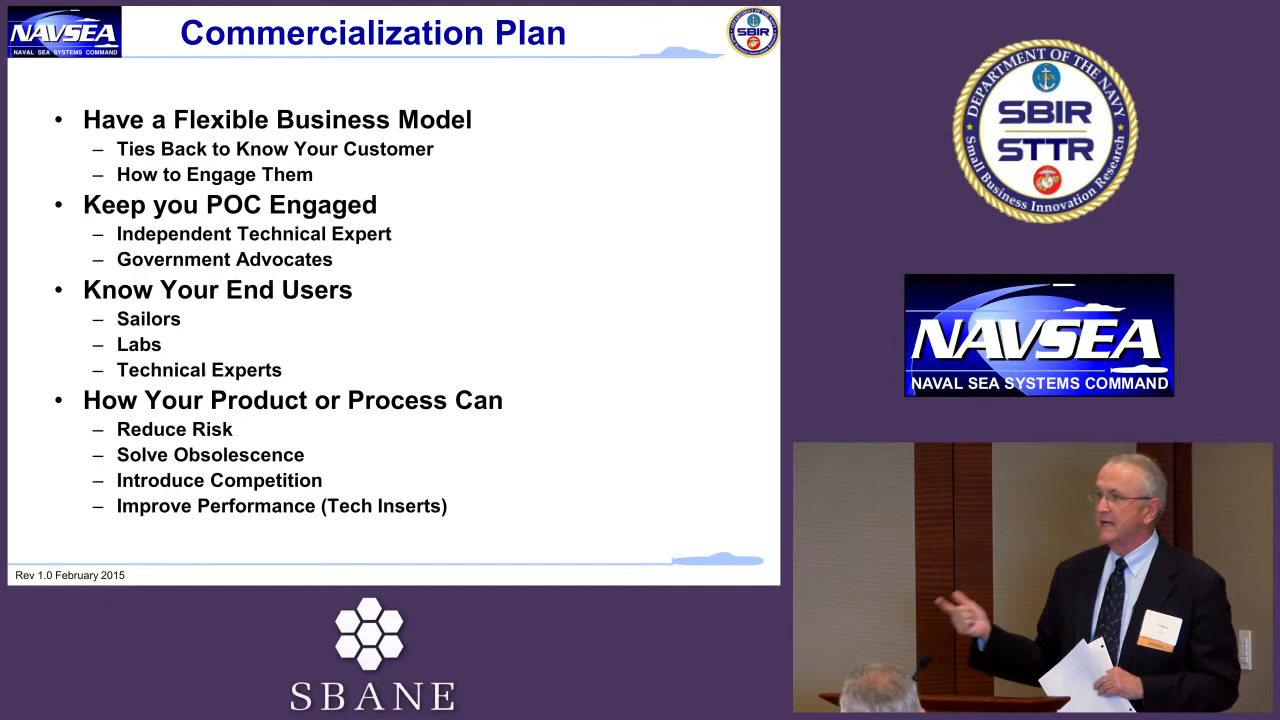 NAVSEA
NAVAL SEA SYSTEMS COMMAND
Commercialization Plan
SBIR
• Have a Flexible Business Model
– Ties Back to Know Your Customer
– How to Engage Them
• Keep you POC Engaged
– Independent Technical Expert
– Government Advocates
• Know Your End Users
– Sailors
– Labs
– Technical Experts
• How Your Product or Process Can
– Reduce Risk
– Solve Obsolescence
– Introduce Competition
– Improve Performance (Tech Inserts)
Rev 1.0 February 2015
SBANE
DEPARTMENT OF THE NAVY
SBIR
STTR
Small Business Innovation Research
NAVSEA
NAVAL SEA SYSTEMS COMMAND